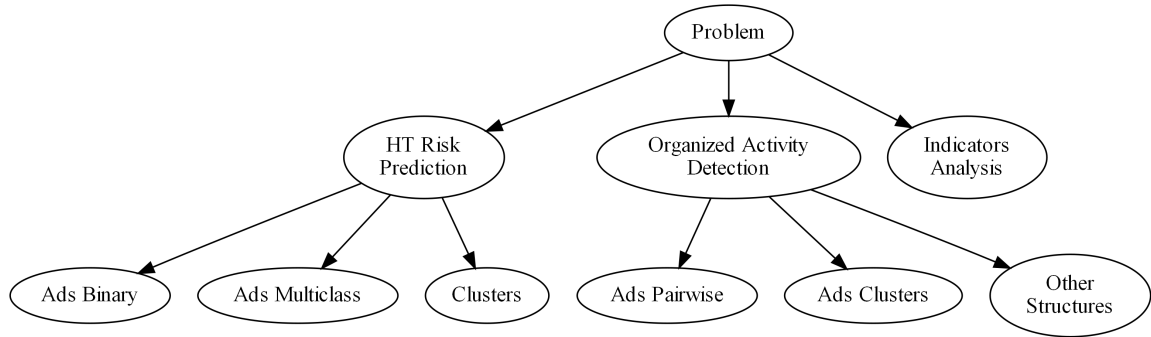 Problem
HT Risk
Prediction
Organized Activity
Detection
Indicators
Analysis
Ads Binary
Ads Multiclass
Clusters
Ads Pairwise
Ads Clusters
Other
Structures